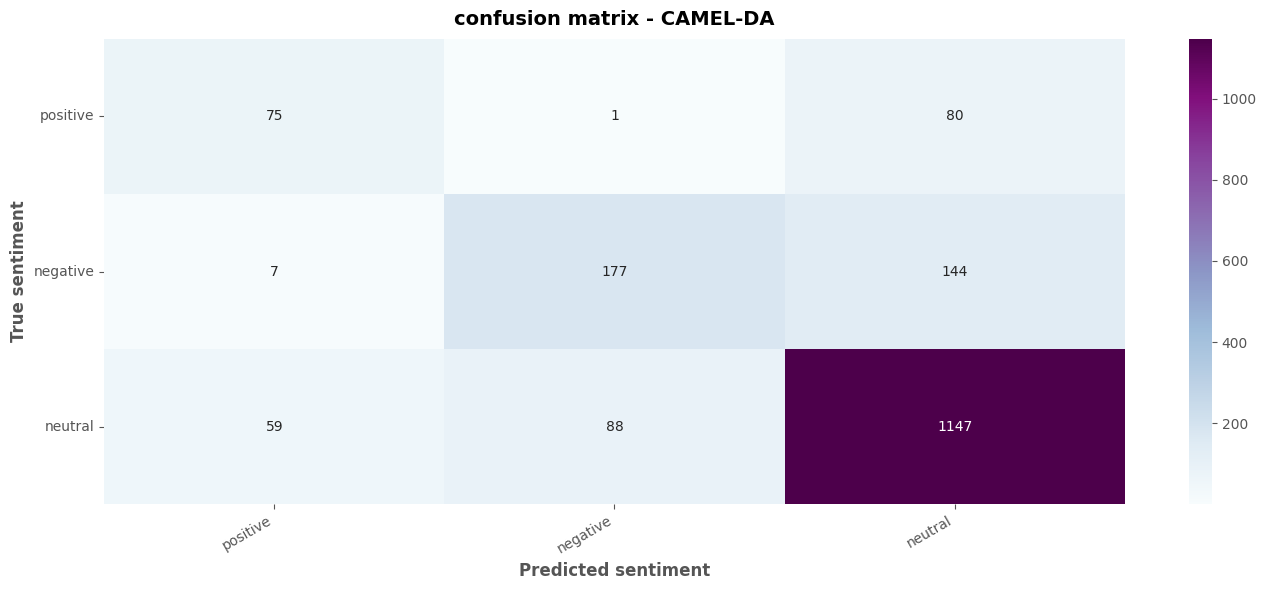 confusion matrix - CAMEL-DA
True sentiment
positive
75
1
80
negative
7
177
144
neutral
59
88
1147
positive
negative
neutral
Predicted sentiment
1000
800
600
400
200